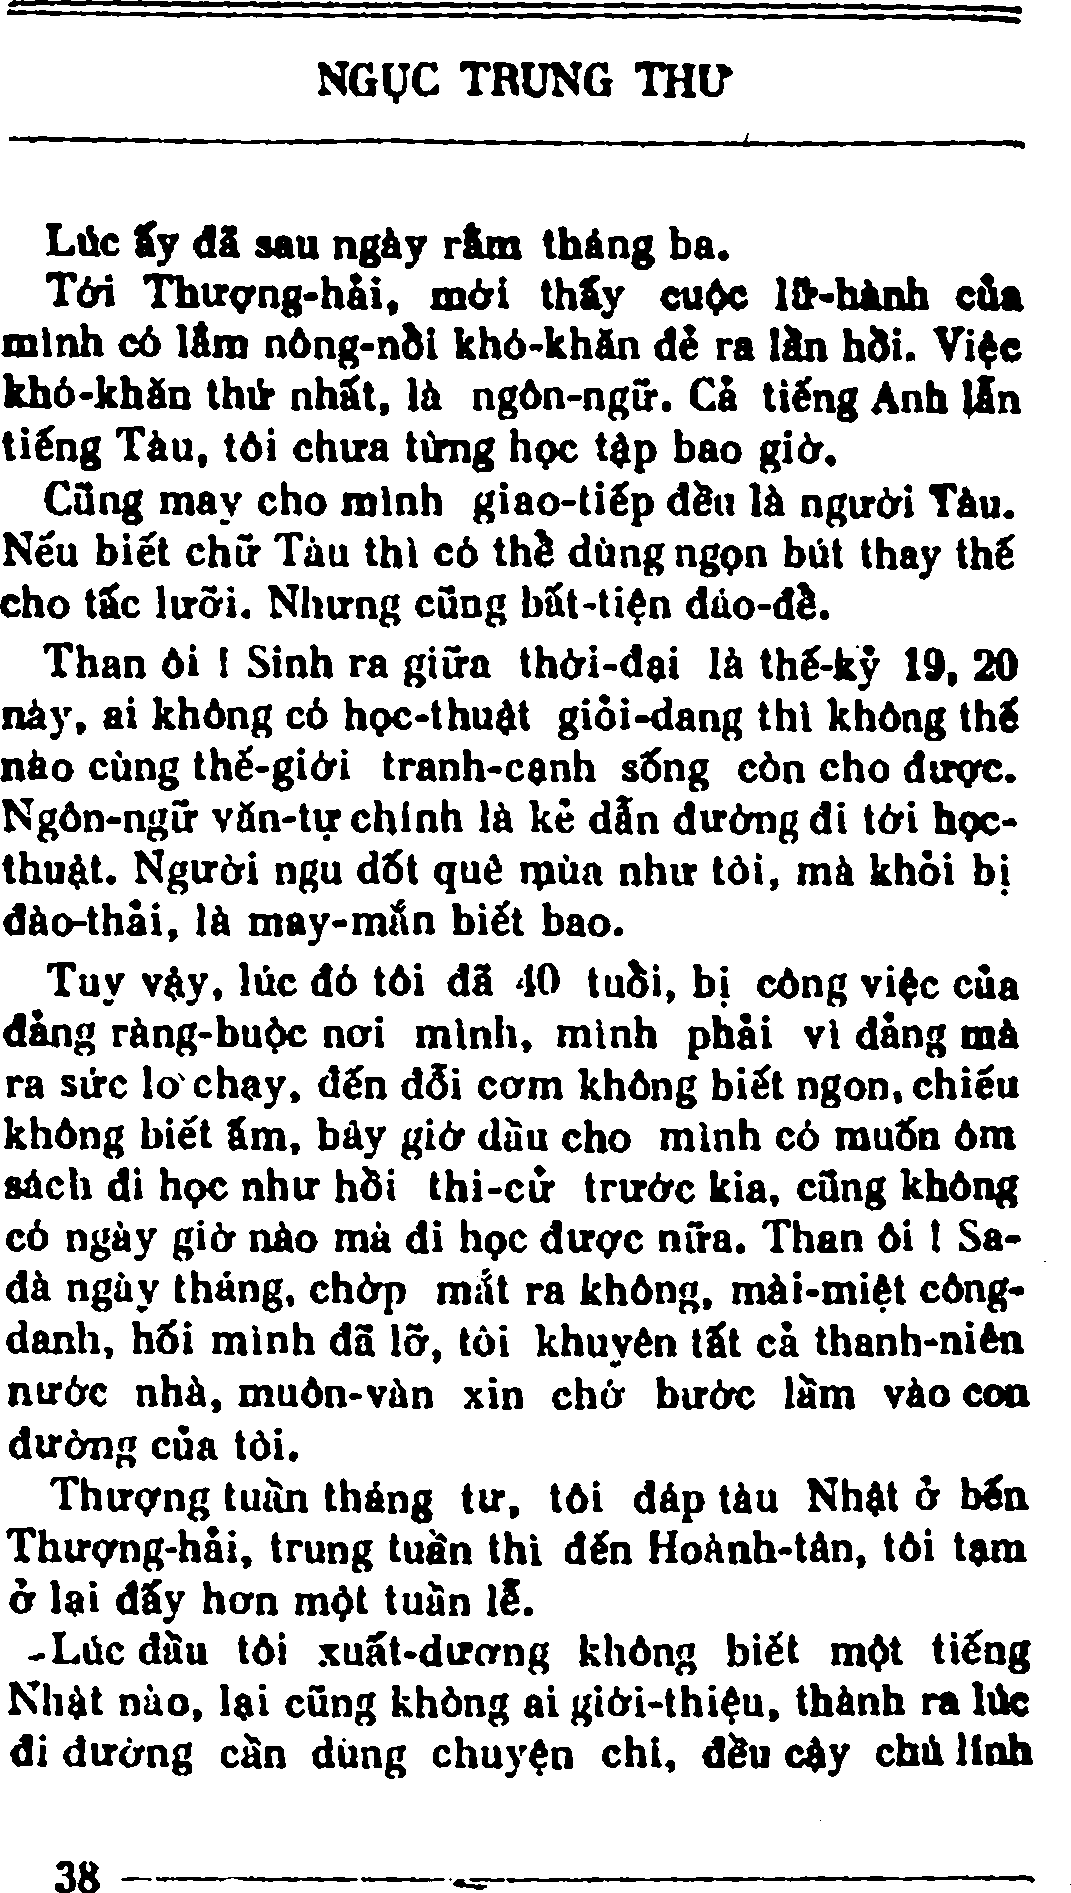 NGỤC TRUNG THƯ
Lúc ấy đã sau ngày rằm tháng ba.
Tới Thượng-hải, mới thấy cuộc lữ-hành của
mình có lắm nông-nỗi khó-khăn đẻ ra lần hồi. Việc
khó-khăn thứ nhất, là ngôn-ngữ. Cả tiếng Anh lẫn
tiếng Tàu, tôi chưa từng học tập bao giờ.
Cũng may cho mình giao-tiếp đều là người Tàu.
Nếu biết chữ Tàu thì có thể dùng ngọn bút thay thế
cho tấc lưỡi. Nhưng cũng bất-tiện đáo-để.
Than ôi ! Sinh ra giữa thời-đại là thế-kỷ 19, 20
này, ai không có học-thuật giỏi-dang thì không thế
nào cùng thế-giới tranh-cạnh sống còn cho được.
Ngôn-ngữ văn-tự chính là kẻ dẫn đường đi tới học-
thuật. Người ngu dốt quê mùa như tôi, mà khỏi bị
đào-thải, là may-mắn biết bao.
Tuy vậy, lúc đó tôi đã 40 tuổi, bị công việc của
đảng ràng-buộc nơi mình, mình phải vì đảng mà
ra sức lo chạy, đến đỗi cơm không biết ngon, chiếu
không biết ấm, bây giờ dầu cho mình có muốn ôm
sách đi học như hồi thi-cử trước kia, cũng không
có ngày giờ nào mà đi học được nữa. Than ôi ! Sa-
đà ngày tháng, chớp mắt ra không, mài-miệt công-
danh, hối mình đã lỡ, tôi khuyên tất cả thanh-niên
nước nhà, muôn-vàn xin chớ bước lầm vào con
đường của tôi.
Thượng tuần tháng tư, tôi đáp tàu Nhật ở bến
Thượng-hải, trung tuần thì đến Hoành-tân, tôi tạm
ở lại đấy hơn một tuần lễ.
Lúc đầu tôi xuất-dương không biết một tiếng
Nhật nào, lại cũng không ai giới-thiệu, thành ra lúc
đi đường cần dùng chuyện chi, đều cậy chú lính
38